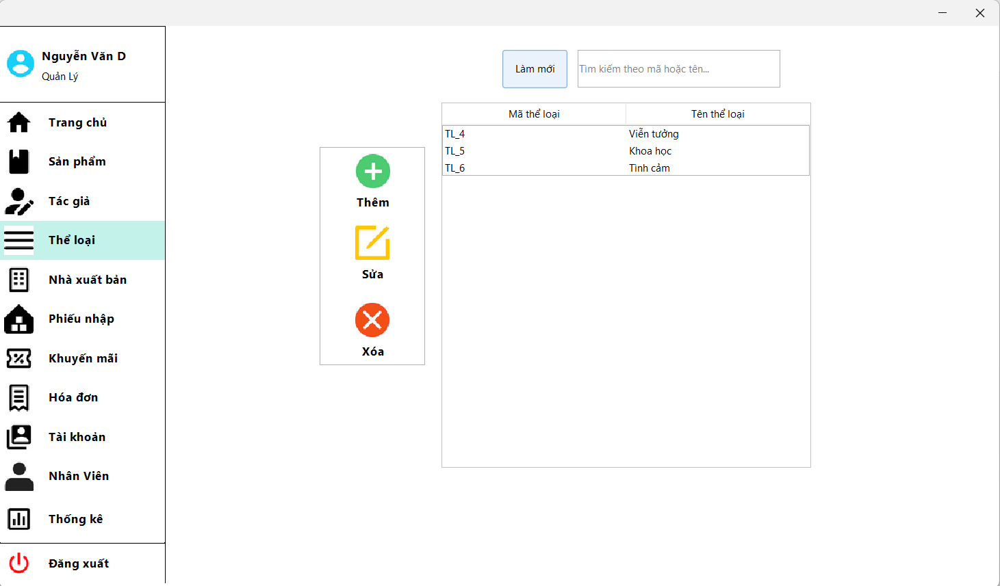 Nguyễn Văn D
Quản Lý
Trang chủ
Sản phẩm
Tác giả
Thể loại
Nhà xuất bản
Phiếu nhập
Khuyến mãi
Hóa đơn
Tài khoản
Nhân Viên
Thống kê
Đăng xuất
Làm mới
Tìm kiếm theo mã hoặc tên...
Thêm
Sửa
Xóa
Mã thể loại Tên thể loại
TL_4 Viễn tưởng
TL_5 Khoa học
TL_6 Tình cảm